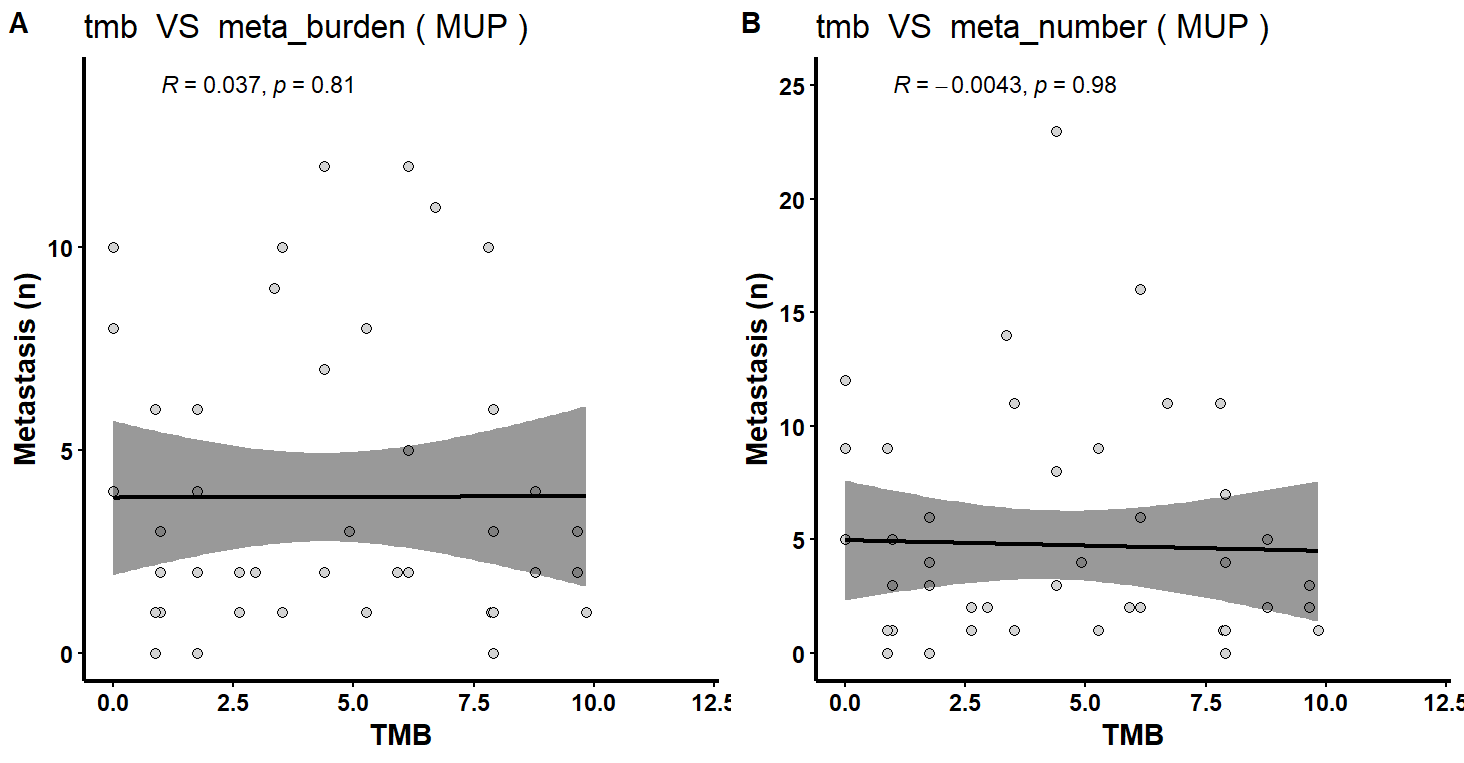 A
tmb VS meta_burden ( MUP )
R = 0.037, p = 0.81
Metastasis (n)
10
5
0
0.0 2.5 5.0 7.5 10.0 12.5
TMB
B
tmb VS meta_number ( MUP )
R = −0.0043, p = 0.98
Metastasis (n)
25
20
15
10
5
0
0.0 2.5 5.0 7.5 10.0 12.5
TMB